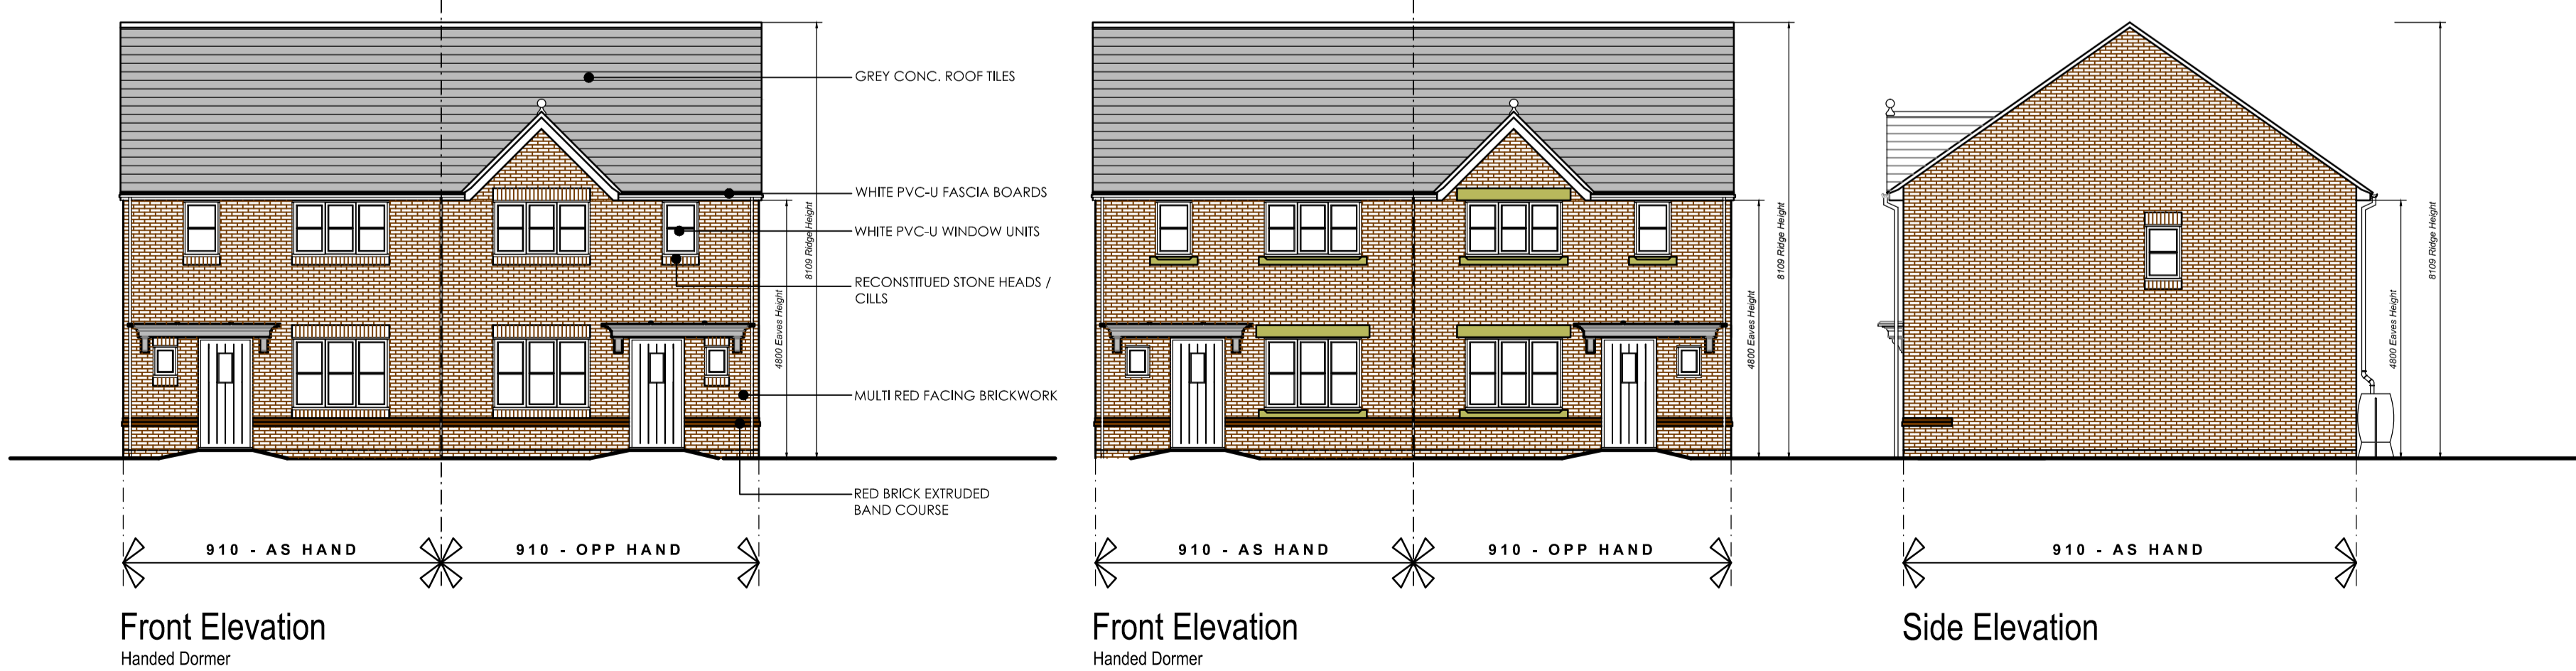 GREY CONC. ROOF TILES
WHITE PVC-U FASCIA BOARDS
WHITE PVC-U WINDOW UNITS
RECONSTITUED STONE HEADS /
CILLS
MULTI RED FACING BRICKWORK
RED BRICK EXTRUDED
BAND COURSE
8109 Ridge Height
4800 Eaves Height
910 - AS HAND
910 - OPP HAND
Front Elevation
Handed Dormer
8109 Ridge Height
4800 Eaves Height
910 - AS HAND
910 - OPP HAND
Front Elevation
Handed Dormer
8109 Ridge Height
4800 Eaves Height
910 - AS HAND
Side Elevation